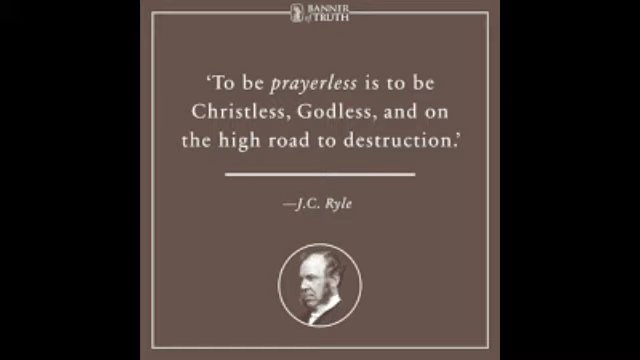 BANNER
of TRUTH
‘To be prayerless is to be
Christless, Godless, and on
the high road to destruction.’
—J.C. Ryle